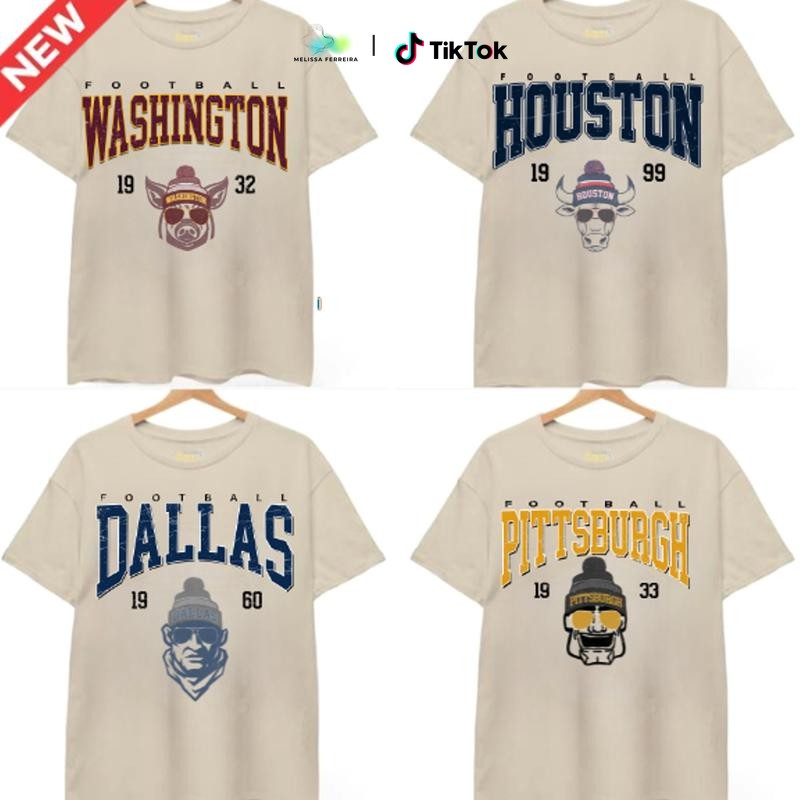 NEW
MELISSA FERREIRA
TikTok
FOOTBALL
WASHINGTON
19 32
WASHINGTON
FOOTBALL
HOUSTON
19 99
HOUSTON
FOOTBALL
DALLAS
19 60
DALLAS
FOOTBALL
PITTSBURGH
19 33
PITTSBURGH